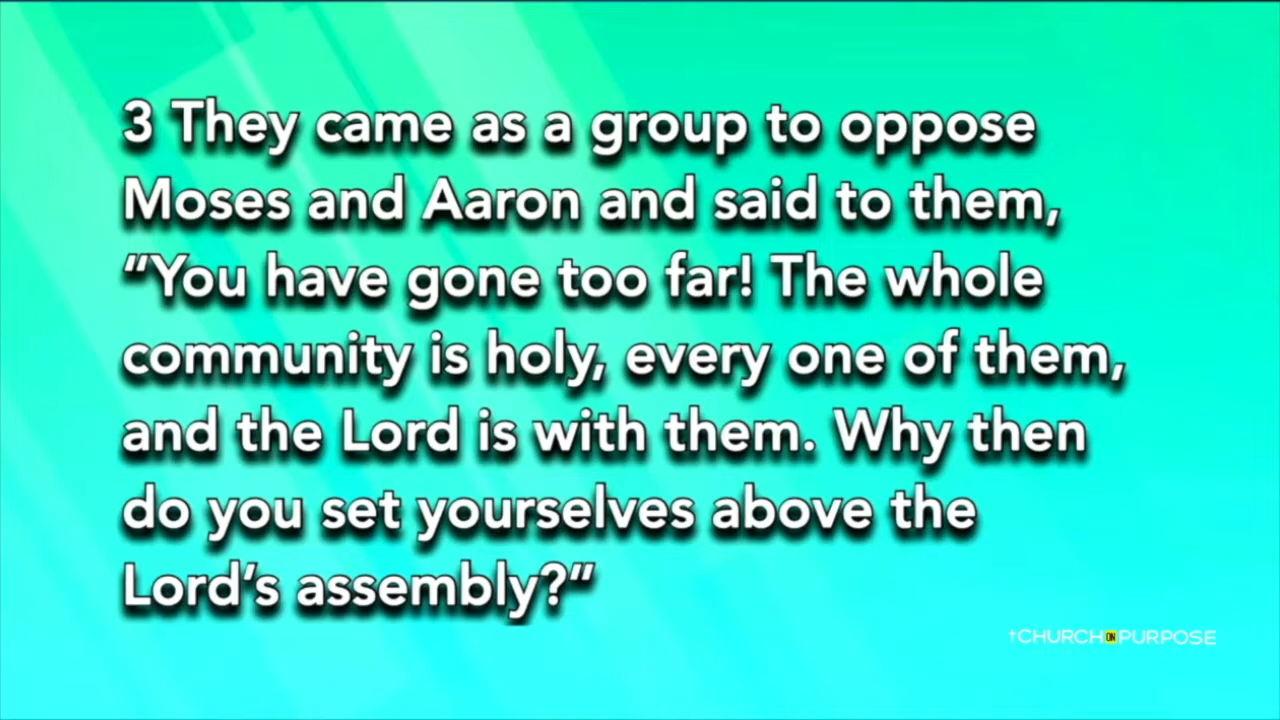 3 They came as a group to oppose
Moses and Aaron and said to them,
“You have gone too far! The whole
community is holy, every one of them,
and the Lord is with them. Why then
do you set yourselves above the
Lord’s assembly?”
CHURCH ON PURPOSE